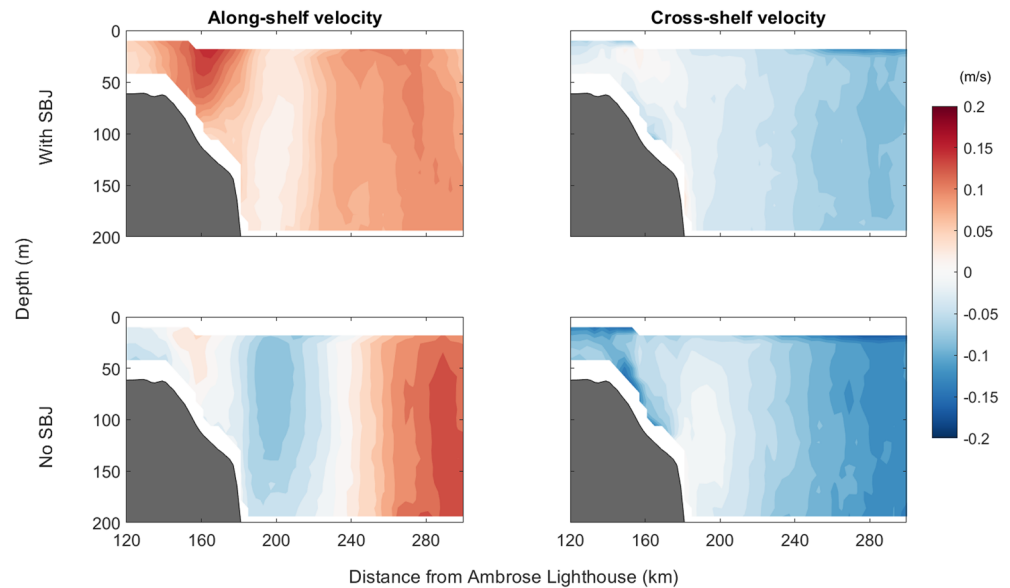 Along-shelf velocity
Cross-shelf velocity
0
50
100
150
200
With SBJ
(m/s)
0.2
0.15
0.1
0.05
0
-0.05
-0.1
-0.15
-0.2
Depth (m)
0
50
100
150
200
No SBJ
120 160 200 240 280
120 160 200 240 280
Distance from Ambrose Lighthouse (km)